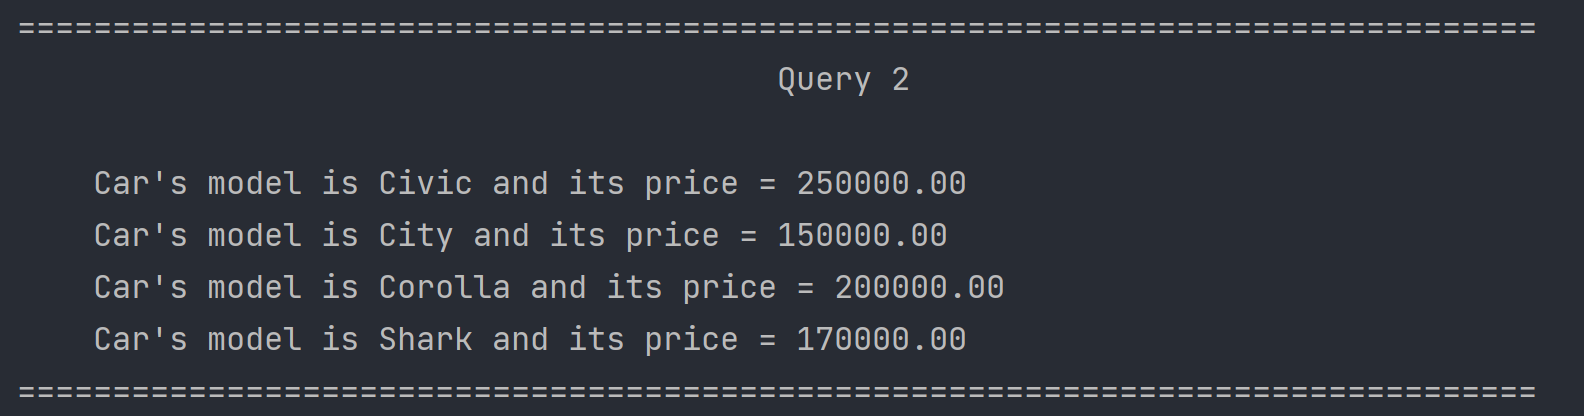 ================================================================================
Query 2
Car's model is Civic and its price = 250000.00
Car's model is City and its price = 150000.00
Car's model is Corolla and its price = 200000.00
Car's model is Shark and its price = 170000.00
================================================================================